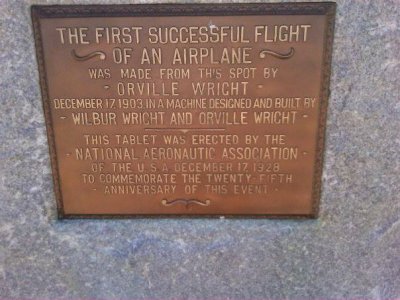 THE FIRST SUCCESSFUL FLIGHT
OF AN AIRPLANE
WAS MADE FROM THIS SPOT BY
- ORVILLE WRIGHT -
DECEMBER 17, 1903, IN A MACHINE DESIGNED AND BUILT BY
- WILBUR WRIGHT AND ORVILLE WRIGHT -
THIS TABLET WAS ERECTED BY THE
- NATIONAL AERONAUTIC ASSOCIATION -
OF THE U.S.A. DECEMBER 17, 1928
TO COMMEMORATE THE TWENTY-FIFTH
- ANNIVERSARY OF THIS EVENT -